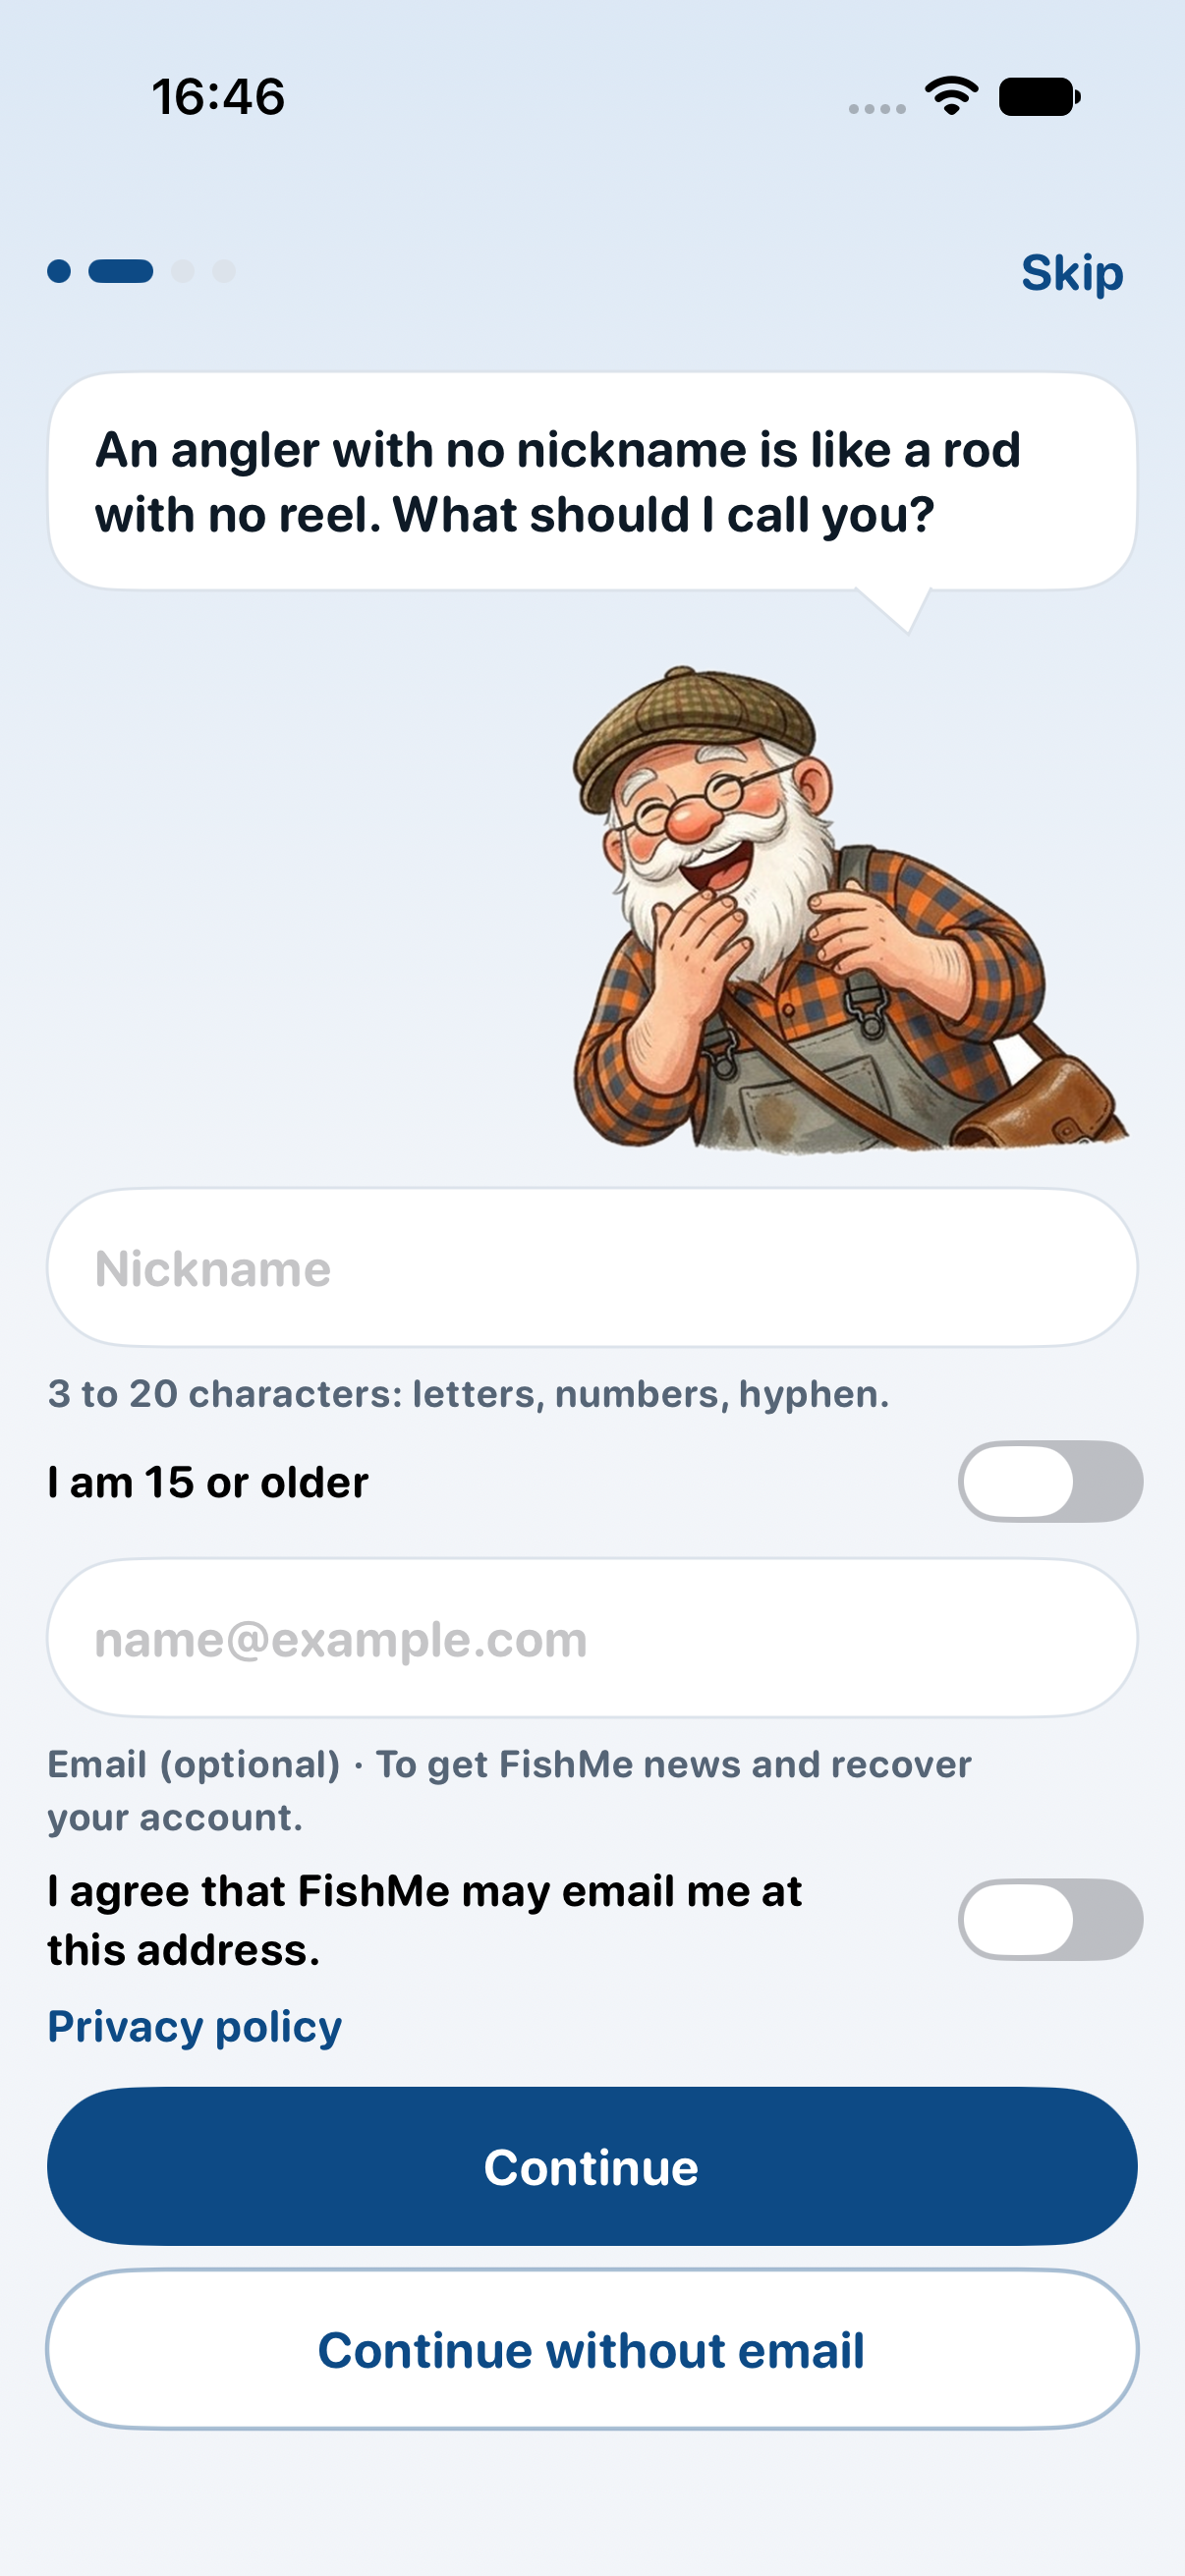 16:46
Skip
An angler with no nickname is like a rod
with no reel. What should I call you?
Nickname
3 to 20 characters: letters, numbers, hyphen.
I am 15 or older
name@example.com
Email (optional) · To get FishMe news and recover
your account.
I agree that FishMe may email me at
this address.
Privacy policy
Continue
Continue without email